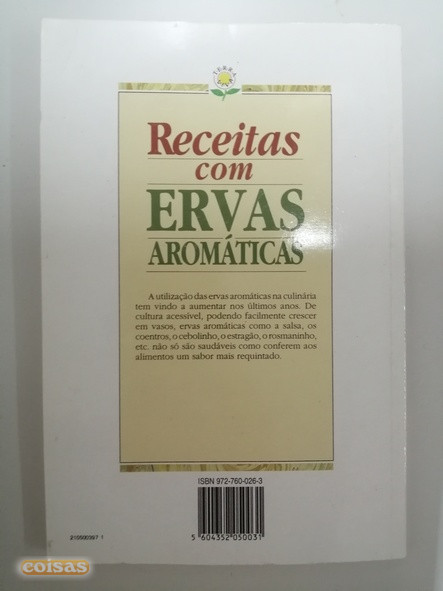 Receitas
com
ERVAS
AROMÁTICAS
A utilização das ervas aromáticas na culinária
tem vindo a aumentar nos últimos anos. De
cultura acessível, podendo facilmente crescer
em vasos, ervas aromáticas como a salsa, os
coentros, o cebolinho, o estragão, o rosmaninho,
etc. não só são saudáveis como conferem aos
alimentos um sabor mais requintado.
ISBN 972-760-026-3
5 604352 050031
coisas